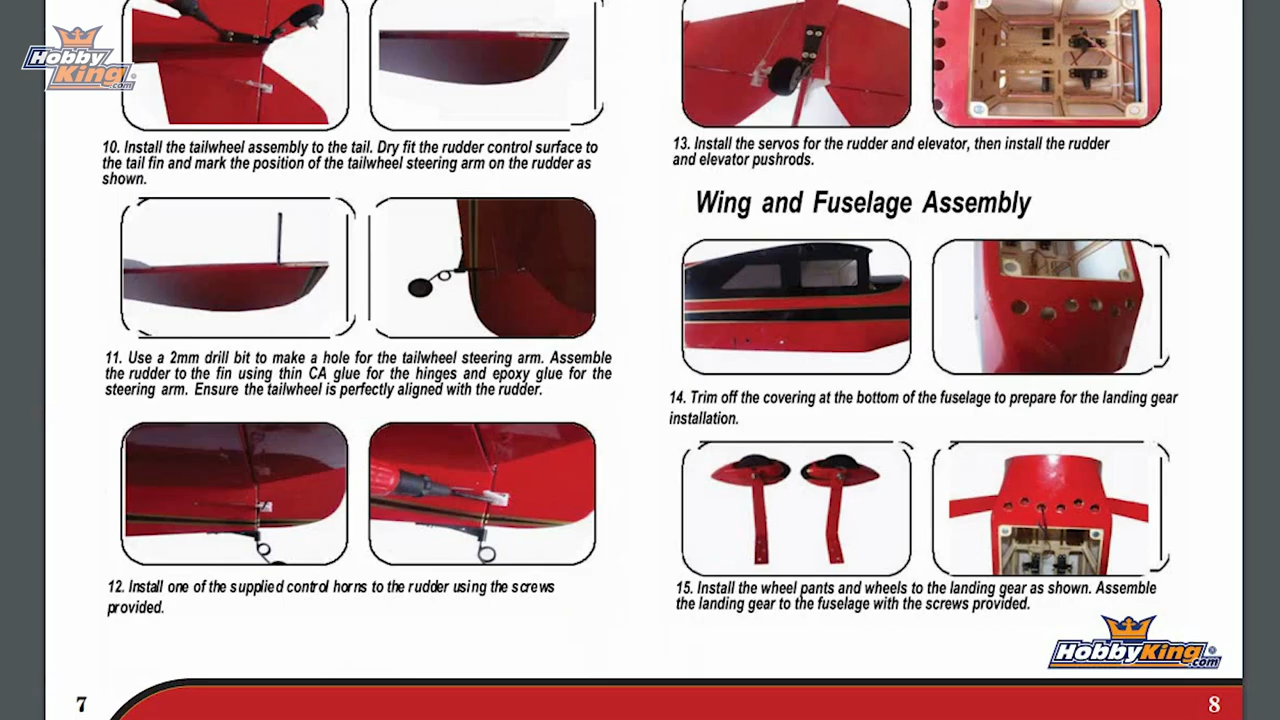 Hobby
King
.com
10. Install the tailwheel assembly to the tail. Dry fit the rudder control surface to
the tail fin and mark the position of the tailwheel steering arm on the rudder as
shown.
11. Use a 2mm drill bit to make a hole for the tailwheel steering arm. Assemble
the rudder to the fin using thin CA glue for the hinges and epoxy glue for the
steering arm. Ensure the tailwheel is perfectly aligned with the rudder.
12. Install one of the supplied control horns to the rudder using the screws
provided.
7
13. Install the servos for the rudder and elevator, then install the rudder
and elevator pushrods.
Wing and Fuselage Assembly
14. Trim off the covering at the bottom of the fuselage to prepare for the landing gear
installation.
15. Install the wheel pants and wheels to the landing gear as shown. Assemble
the landing gear to the fuselage with the screws provided.
HobbyKing
.com
8